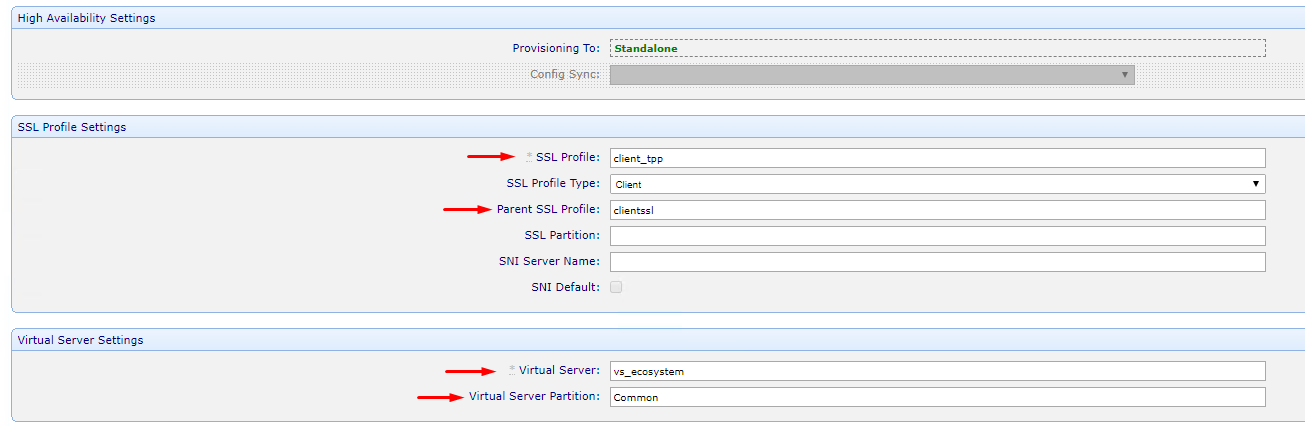 High Availability Settings
Provisioning To: Standalone
Config Sync:
SSL Profile Settings
* SSL Profile: client_tpp
SSL Profile Type: Client
Parent SSL Profile: clientssl
SSL Partition:
SNI Server Name:
SNI Default:
Virtual Server Settings
* Virtual Server: vs_ecosystem
Virtual Server Partition: Common